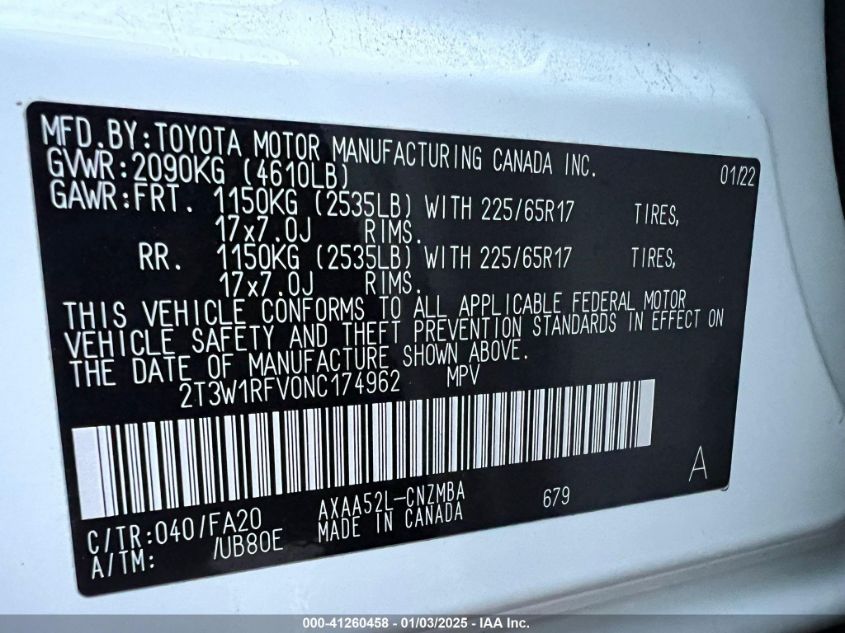 MFD.BY:TOYOTA MOTOR MANUFACTURING CANADA INC. 01/22
GVWR:2090KG (4610LB)
GAWR:FRT. 1150KG (2535LB) WITH 225/65R17 TIRES,
17x7.0J RIMS.
RR. 1150KG (2535LB) WITH 225/65R17 TIRES,
17x7.0J RIMS.
THIS VEHICLE CONFORMS TO ALL APPLICABLE FEDERAL MOTOR
VEHICLE SAFETY AND THEFT PREVENTION STANDARDS IN EFFECT ON
THE DATE OF MANUFACTURE SHOWN ABOVE.
2T3W1RFV0NC174962 MPV
A
C/TR:040/FA20 AXAA52L-CNZMBA 679
A/TM: /UB80E MADE IN CANADA
000-41260458 - 01/03/2025 - IAA Inc.